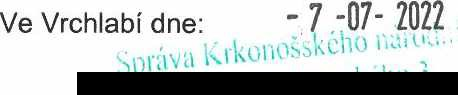 Ve Vrchlabí dne: - 7 -07- 2022
Správa Krkonošského národ